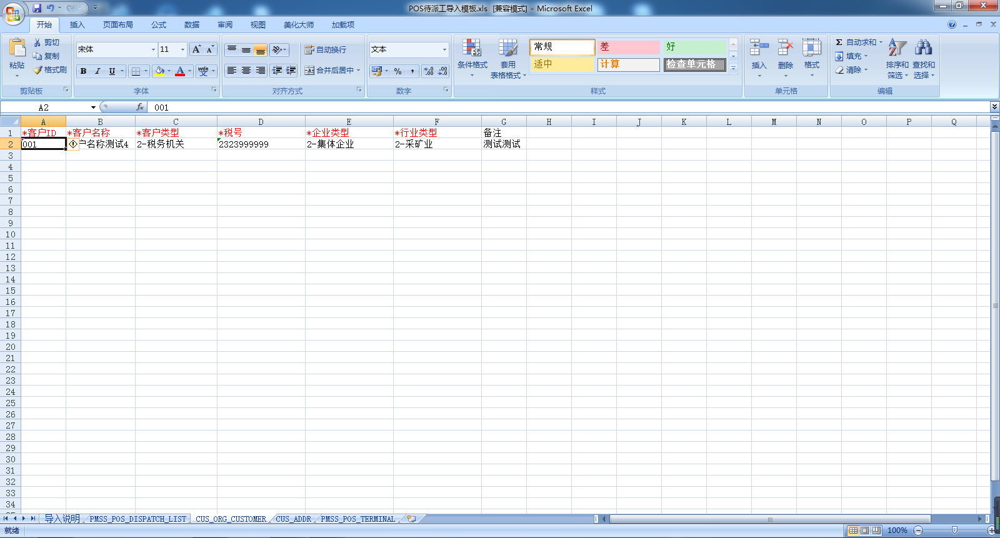 POS待派工导入模板.xls [兼容模式] - Microsoft Excel
开始 插入 页面布局 公式 数据 审阅 视图 美化大师 加载项
粘贴 剪切 复制 格式刷 剪贴板
宋体 11 B I U A 字体
自动换行 合并后居中 对齐方式
文本 % , 数字
条件格式 套用表格格式 常规 差 好 适中 计算 检查单元格 样式
插入 删除 格式 单元格
Σ 自动求和 填充 清除 排序和筛选 查找和选择 编辑
A2 fx 001
A B C D E F G H I J K L M N O P Q
1 *客户ID *客户名称 *客户类型 *税号 *企业类型 *行业类型 备注
2 001 户名称测试4 2-税务机关 2323999999 2-集体企业 2-采矿业 测试测试
3
4
5
6
7
8
9
10
11
12
13
14
15
16
17
18
19
20
21
22
23
24
25
26
27
28
29
30
31
32
33
34
导入说明 PMSS_POS_DISPATCH_LIST CUS_ORG_CUSTOMER CUS_ADDR PMSS_POS_TERMINAL
就绪 100%